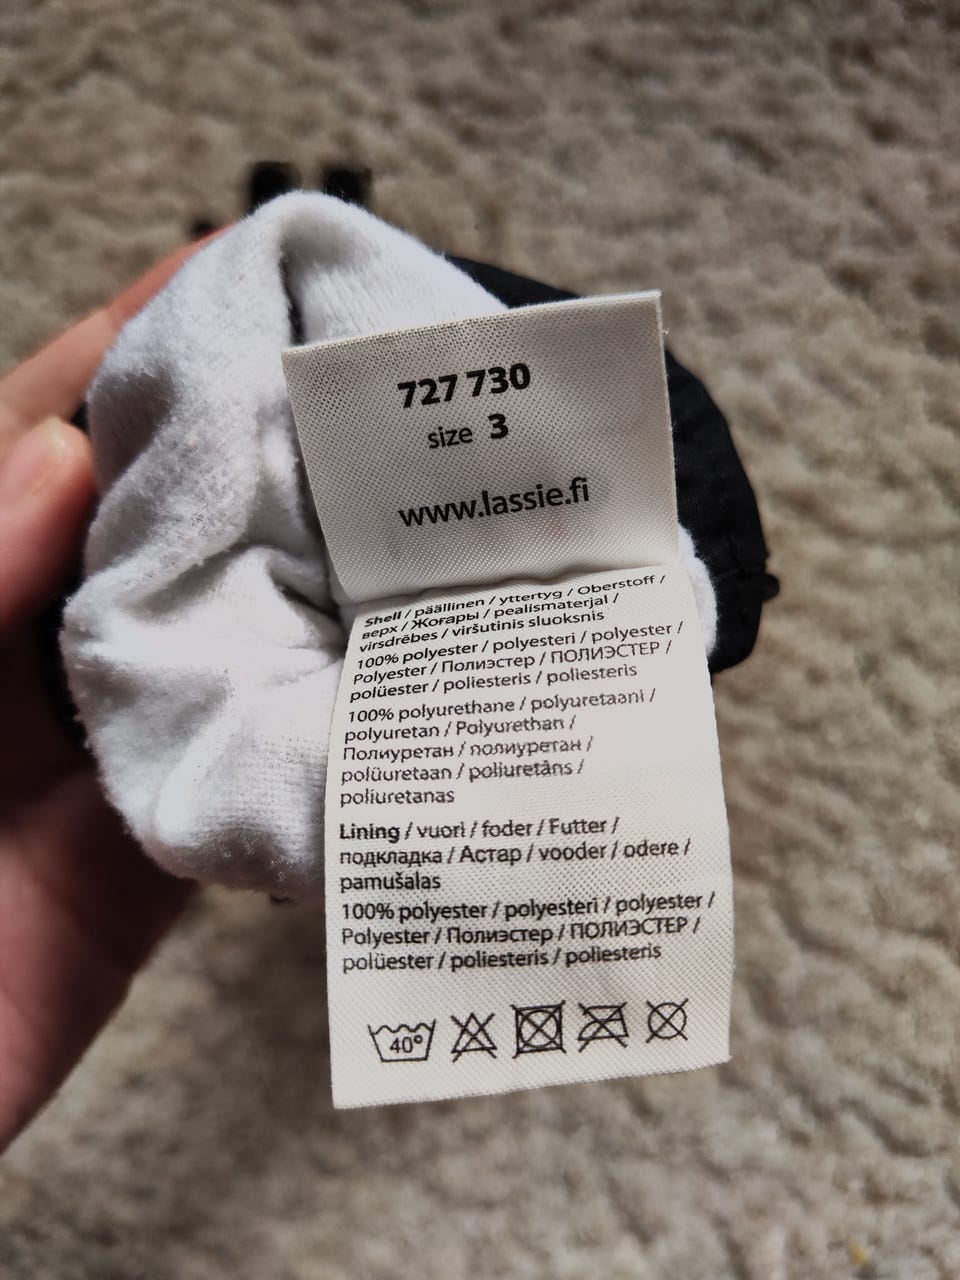 727 730
size 3
www.lassie.fi
Shell / päällinen / yttertyg / Oberstoff /
верх / Жоғары / pealismaterjal /
virsdrēbes / viršutinis sluoksnis
100% polyester / polyesteri / polyester /
Polyester / Полиэстер / ПОЛИЭСТЕР /
polüester / poliesteris / poliesteris
100% polyurethane / polyuretaani /
polyuretan / Polyurethan /
Полиуретан / полиуретан /
polüuretaan / poliuretāns /
poliuretanas
Lining / vuori / foder / Futter /
подкладка / Астар / vooder / odere /
pamušalas
100% polyester / polyesteri / polyester /
Polyester / Полиэстер / ПОЛИЭСТЕР /
polüester / poliesteris / poliesteris
40°